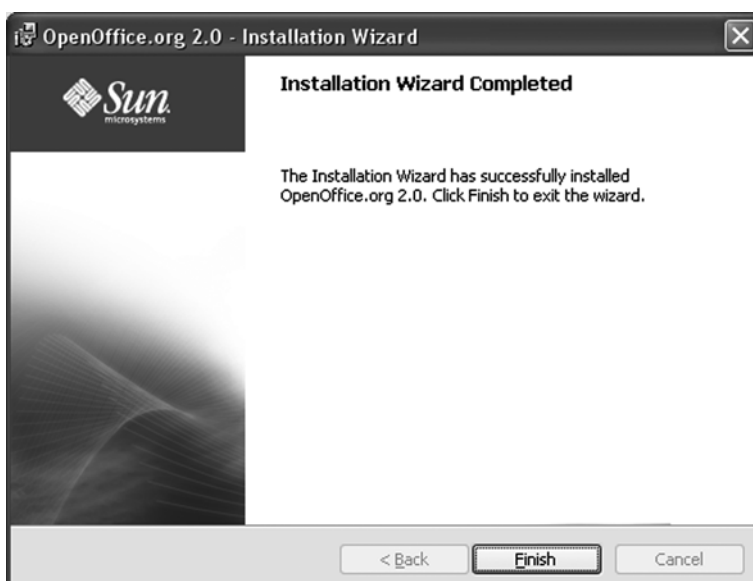 OpenOffice.org 2.0 - Installation Wizard
Sun
microsystems
Installation Wizard Completed
The Installation Wizard has successfully installed
OpenOffice.org 2.0. Click Finish to exit the wizard.
< Back
Finish
Cancel